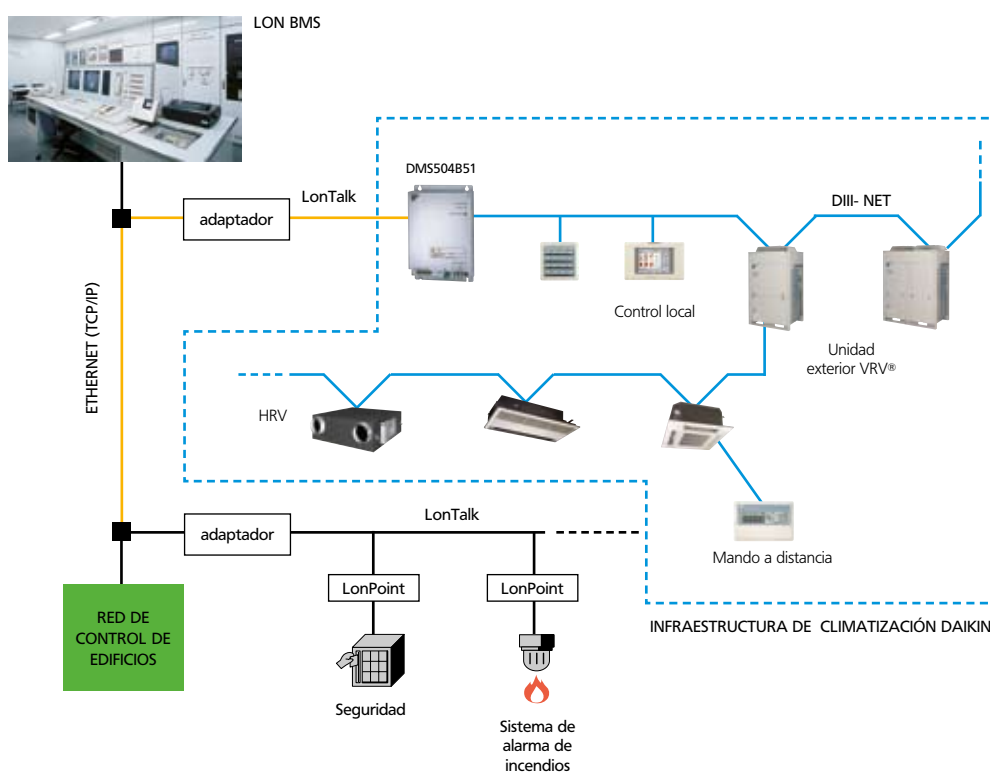 LON BMS
DMS504B51
LonTalk
adaptador
DIII- NET
Control local
Unidad
exterior VRV®
ETHERNET (TCP/IP)
HRV
Mando a distancia
LonTalk
adaptador
LonPoint
LonPoint
RED DE
CONTROL DE
EDIFICIOS
INFRAESTRUCTURA DE CLIMATIZACIÓN DAIKIN
Seguridad
Sistema de
alarma de
incendios